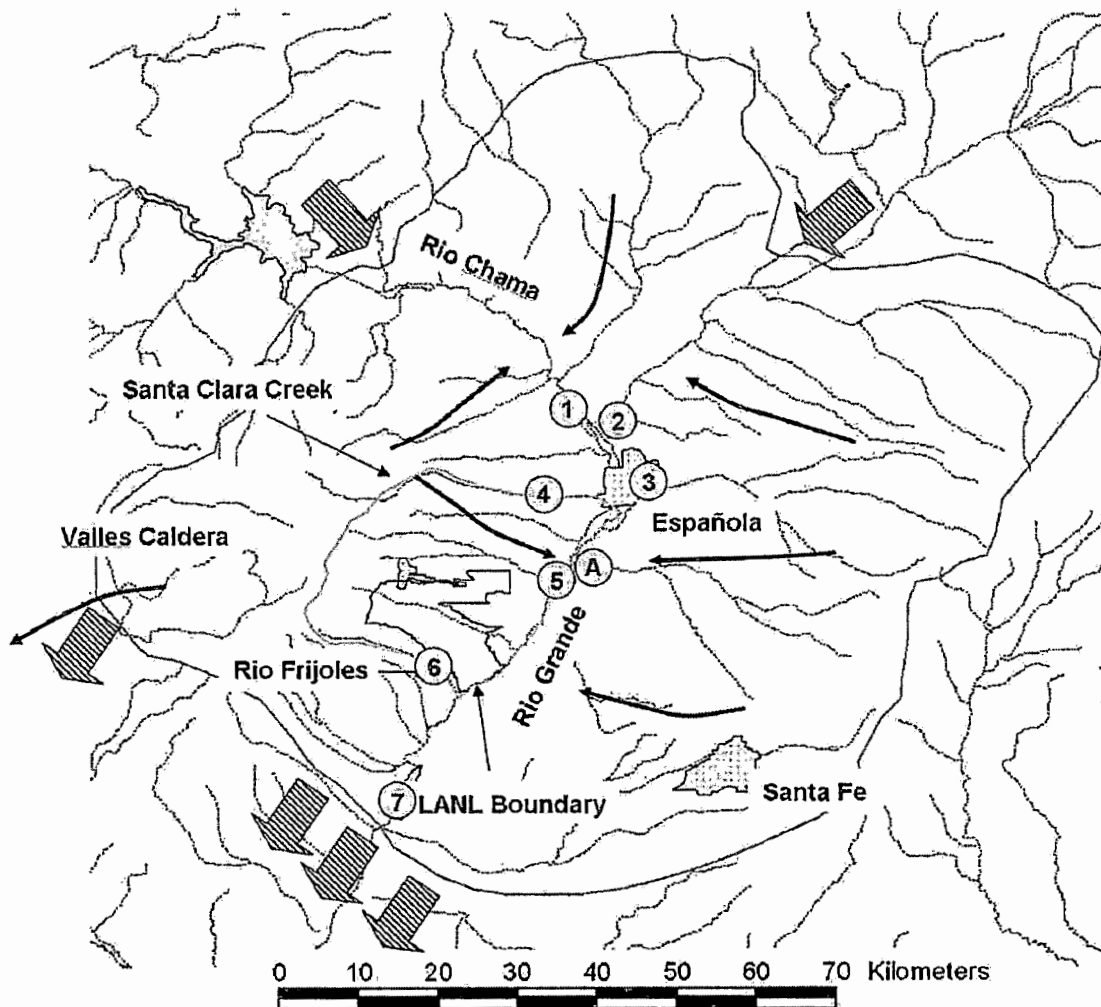 Rio Chama
Santa Clara Creek
1
2
3
4
Española
Valles Caldera
5
A
Rio Frijoles
6
Rio Grande
7
LANL Boundary
Santa Fe
0 10 20 30 40 50 60 70 Kilometers